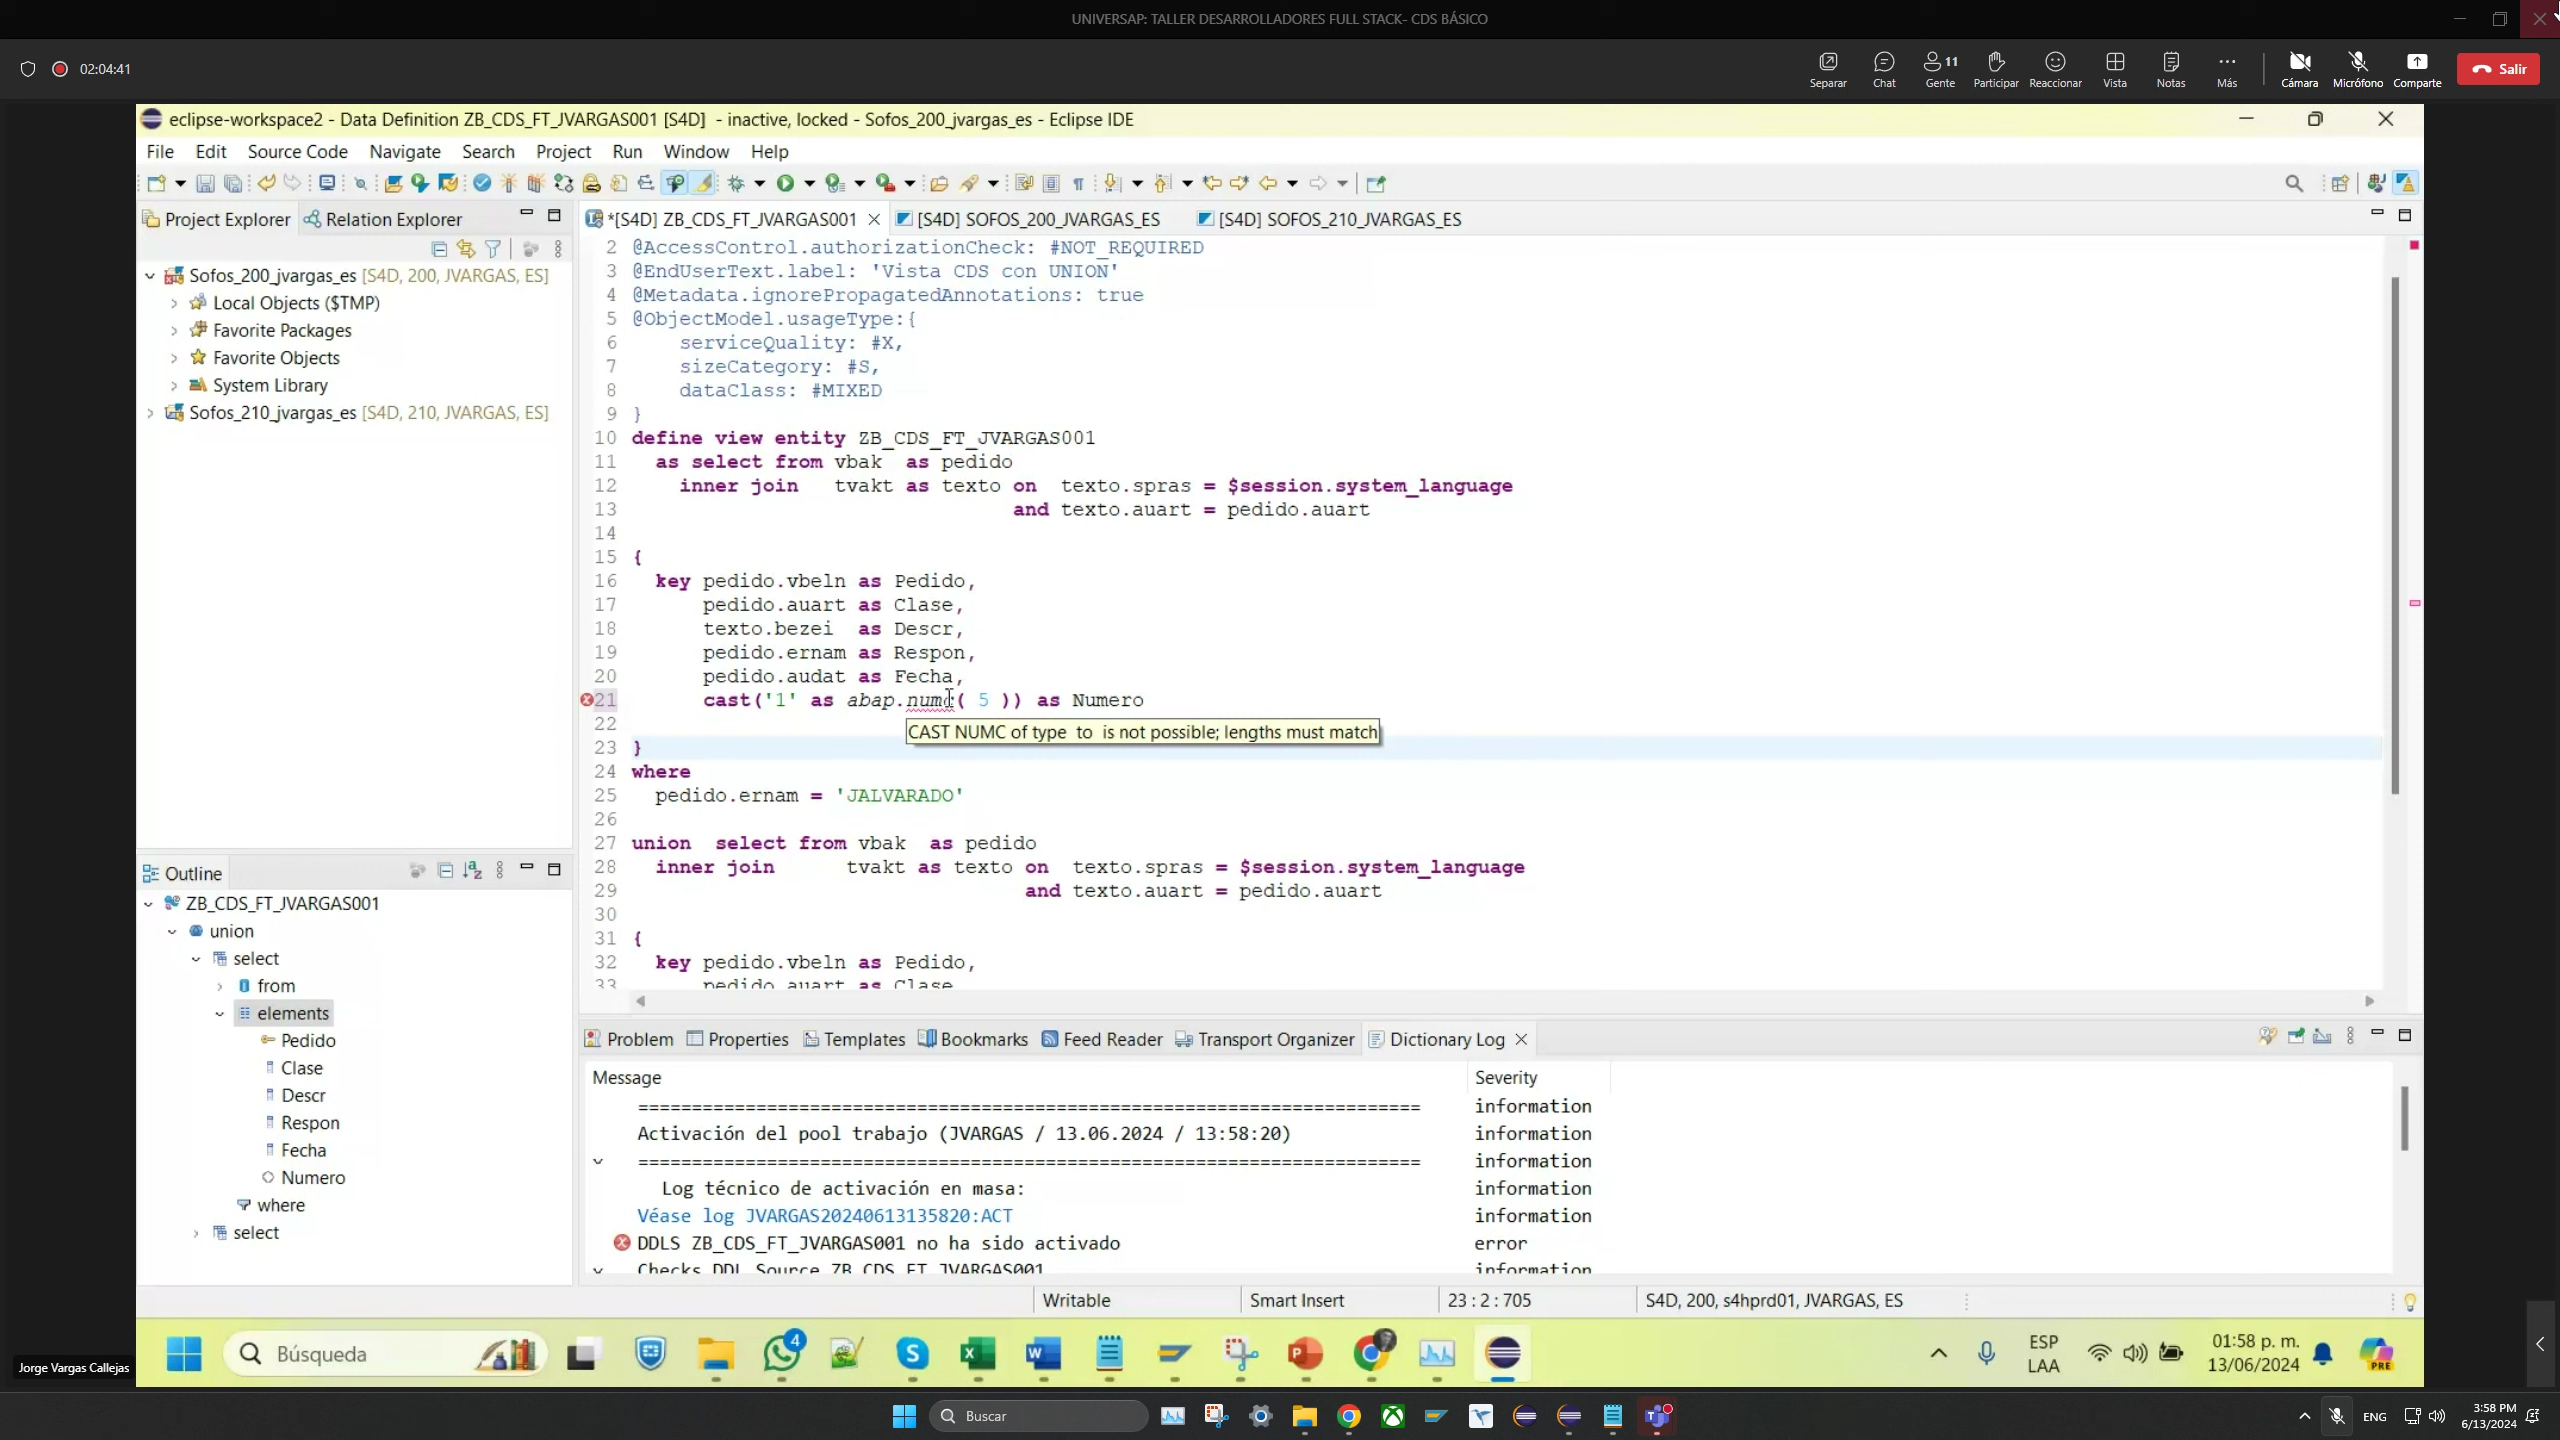 UNIVERSAP: TALLER DESARROLLADORES FULL STACK- CDS BÁSICO
02:04:41
Separar
Chat
11
Gente
Participar
Reaccionar
Vista
Notas
Más
Cámara
Micrófono
Comparte
Salir
eclipse-workspace2 - Data Definition ZB_CDS_FT_JVARGAS001 [S4D] - inactive, locked - Sofos_200_jvargas_es - Eclipse IDE
File Edit Source Code Navigate Search Project Run Window Help
Project Explorer
Relation Explorer
Sofos_200_jvargas_es [S4D, 200, JVARGAS, ES]
Local Objects ($TMP)
Favorite Packages
Favorite Objects
System Library
Sofos_210_jvargas_es [S4D, 210, JVARGAS, ES]
*[S4D] ZB_CDS_FT_JVARGAS001
[S4D] SOFOS_200_JVARGAS_ES
[S4D] SOFOS_210_JVARGAS_ES
2 @AccessControl.authorizationCheck: #NOT_REQUIRED
3 @EndUserText.label: 'Vista CDS con UNION'
4 @Metadata.ignorePropagatedAnnotations: true
5 @ObjectModel.usageType:{
6 serviceQuality: #X,
7 sizeCategory: #S,
8 dataClass: #MIXED
9 }
10 define view entity ZB_CDS_FT_JVARGAS001
11 as select from vbak as pedido
12 inner join tvakt as texto on texto.spras = $session.system_language
13 and texto.auart = pedido.auart
14
15 {
16 key pedido.vbeln as Pedido,
17 pedido.auart as Clase,
18 texto.bezei as Descr,
19 pedido.ernam as Respon,
20 pedido.audat as Fecha,
21 cast('1' as abap.numc( 5 )) as Numero
22
CAST NUMC of type to is not possible; lengths must match
23 }
24 where
25 pedido.ernam = 'JALVARADO'
26
27 union select from vbak as pedido
28 inner join tvakt as texto on texto.spras = $session.system_language
29 and texto.auart = pedido.auart
30
31 {
32 key pedido.vbeln as Pedido,
33 pedido.auart as Clase
Outline
ZB_CDS_FT_JVARGAS001
union
select
from
elements
Pedido
Clase
Descr
Respon
Fecha
Numero
where
select
Problem
Properties
Templates
Bookmarks
Feed Reader
Transport Organizer
Dictionary Log
Message Severity
================================================================== information
Activación del pool trabajo (JVARGAS / 13.06.2024 / 13:58:20) information
================================================================== information
Log técnico de activación en masa: information
Véase log JVARGAS20240613135820:ACT information
DDLS ZB_CDS_FT_JVARGAS001 no ha sido activado error
Checks DDL Source ZB_CDS_FT_JVARGAS001 information
Writable
Smart Insert
23 : 2 : 705
S4D, 200, s4hprd01, JVARGAS, ES
Jorge Vargas Callejas
Búsqueda
4
PRE
ESP
LAA
01:58 p. m.
13/06/2024
Buscar
ENG
3:58 PM
6/13/2024